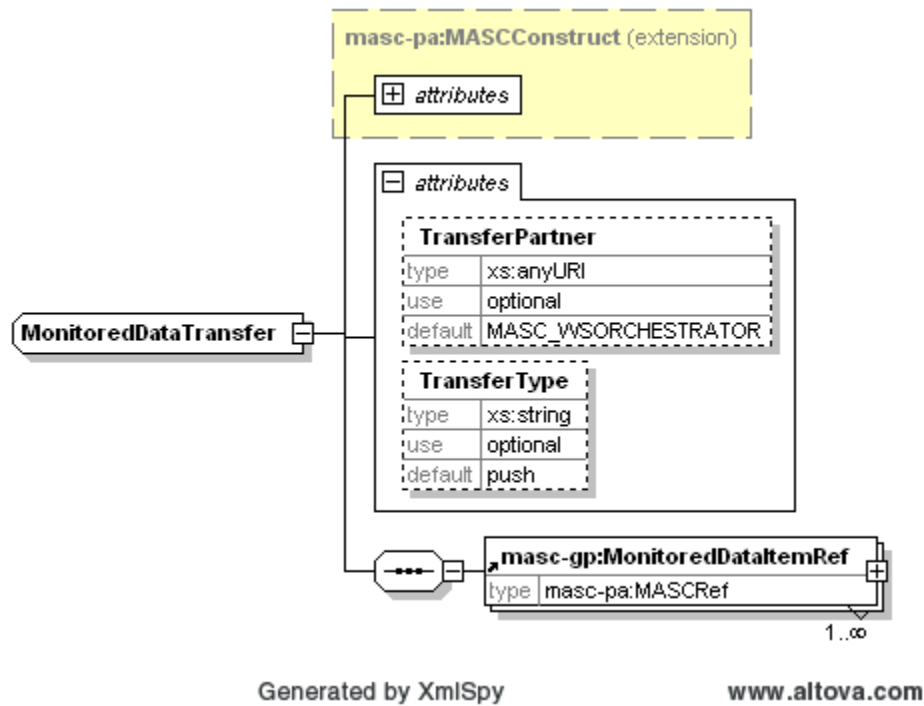 masc-pa:MASCConstruct (extension)
attributes
attributes
TransferPartner
type xs:anyURI
use optional
default MASC_WSORCHESTRATOR
MonitoredDataTransfer
TransferType
type xs:string
use optional
default push
masc-gp:MonitoredDataItemRef
type masc-pa:MASCRef
1..∞
Generated by XmlSpy www.altova.com